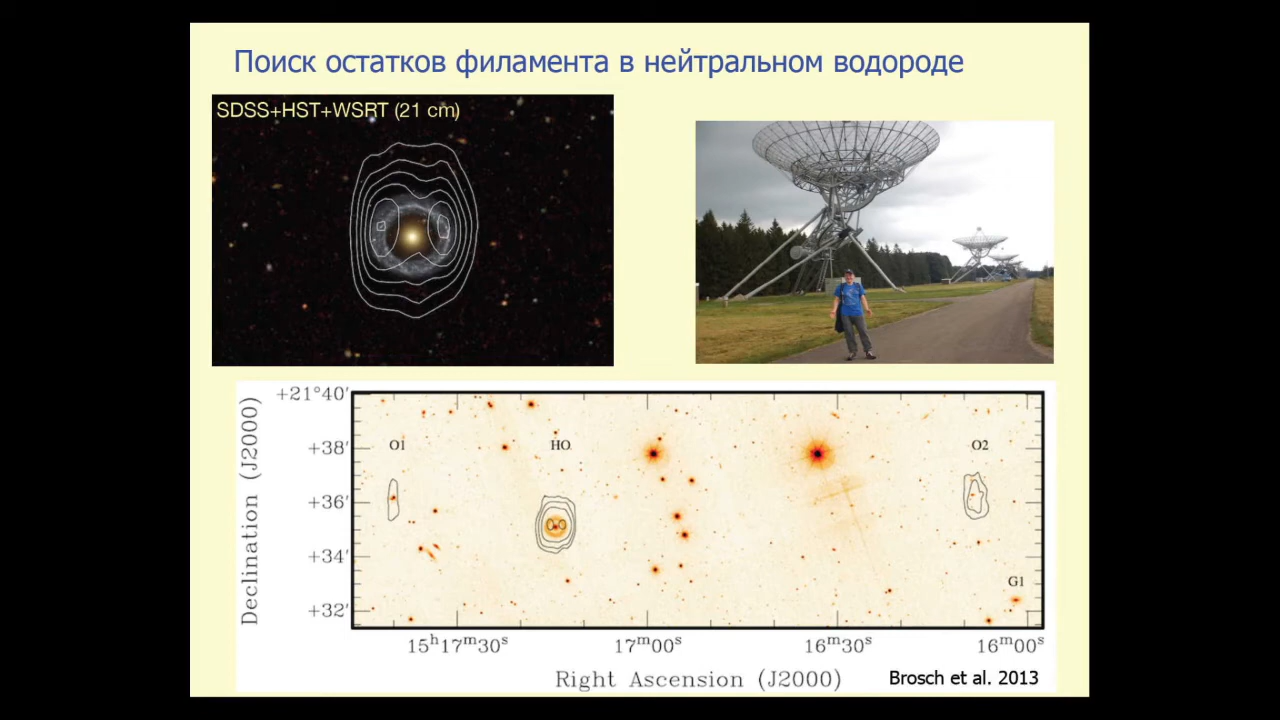 Поиск остатков филамента в нейтральном водороде
SDSS+HST+WSRT (21 cm)
+21°40′
+38′
+36′
+34′
+32′
Declination (J2000)
O1
HO
O2
G1
15ʰ17ᵐ30ˢ
17ᵐ00ˢ
16ᵐ30ˢ
16ᵐ00ˢ
Right Ascension (J2000)
Brosch et al. 2013